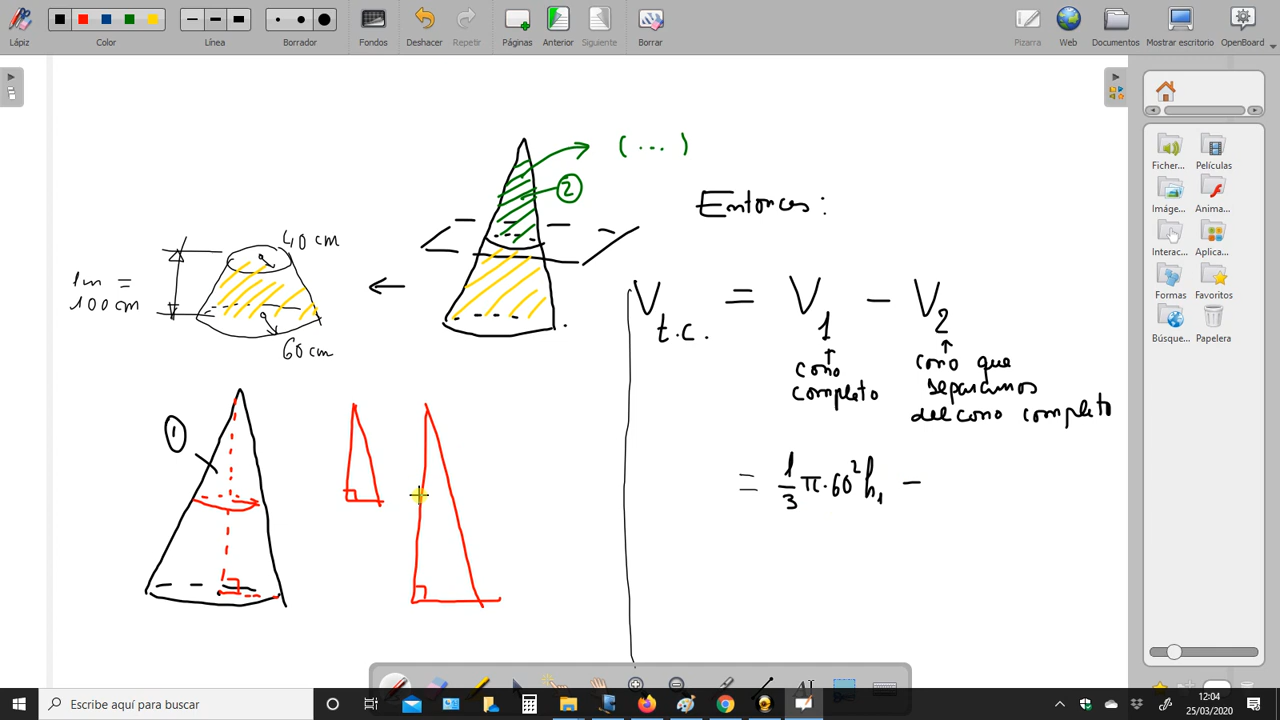 Lápiz
Color
Línea
Borrador
Fondos
Deshacer
Repetir
Páginas
Anterior
Siguiente
Borrar
Pizarra
Web
Documentos
Mostrar escritorio
OpenBoard
Ficher...
Películas
Imáge...
Anima...
Interac...
Aplica...
Formas
Favoritos
Búsque...
Papelera
(...)
2
40 cm
1m =
100 cm
60 cm
1
Entonces:
V t.c. = V1 - V2
cono
completo
cono que
separamos
del cono completo
= 1/3 π·60² h1 -
Escribe aquí para buscar
12:04
25/03/2020